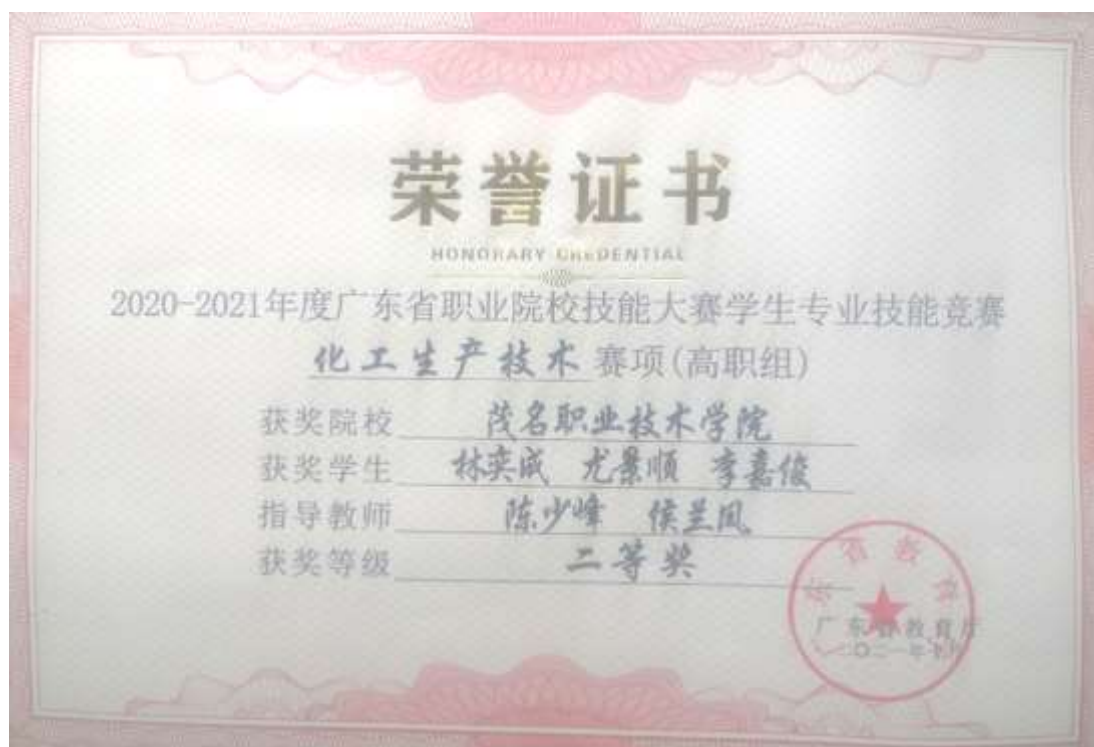 荣誉证书
HONORARY CREDENTIAL
2020-2021年度广东省职业院校技能大赛学生专业技能竞赛
化工生产技术赛项(高职组)
获奖院校 茂名职业技术学院
获奖学生 林奕成 尤景顺 李嘉俊
指导教师 陈少峰 侯兰凤
获奖等级 二等奖
广东省教育厅